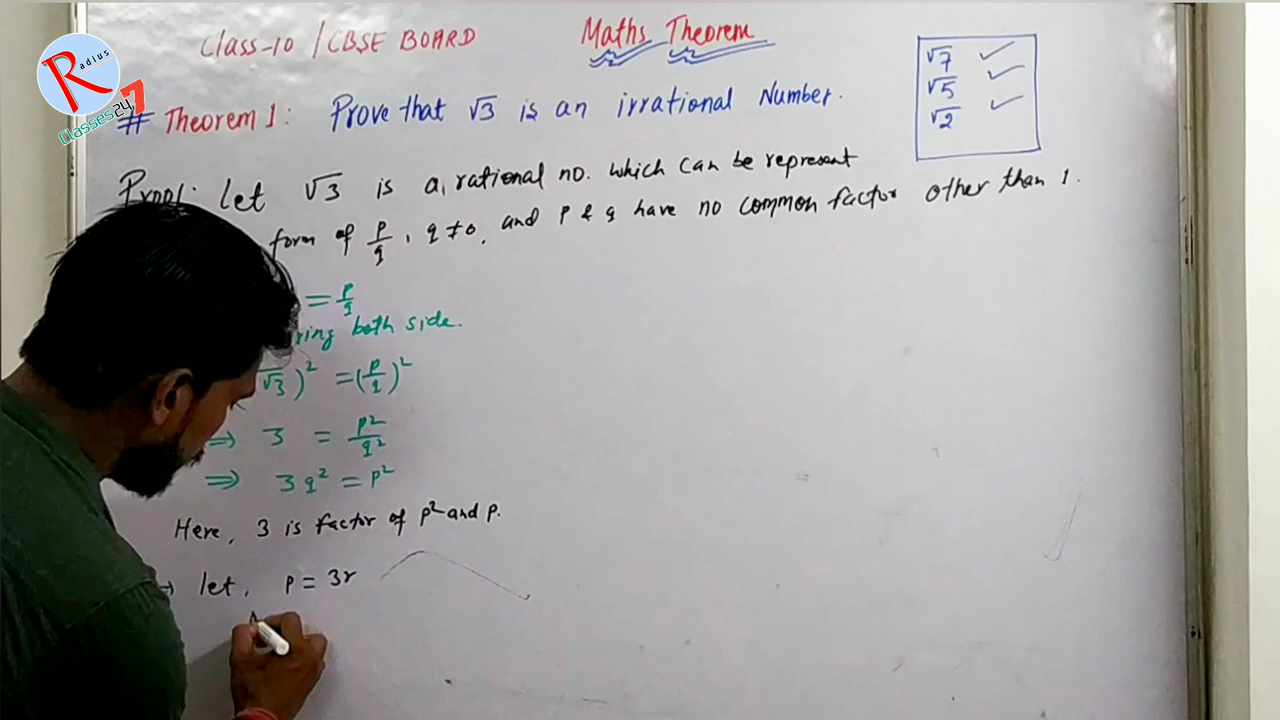 Radius
Classes24
7
Class-10 / CBSE BOARD
Maths Theorem
# Theorem 1: Prove that √3 is an irrational Number.
√7 ✓
√5 ✓
√2 ✓
Proof: let √3 is a rational no. which can be represent
form of p/q, q≠0, and p & q have no common factor other than 1.
= p/q
ring both side.
√3)² = (p/q)²
⇒ 3 = p²/q²
⇒ 3q² = p²
Here, 3 is factor of p² and p.
let, p = 3r